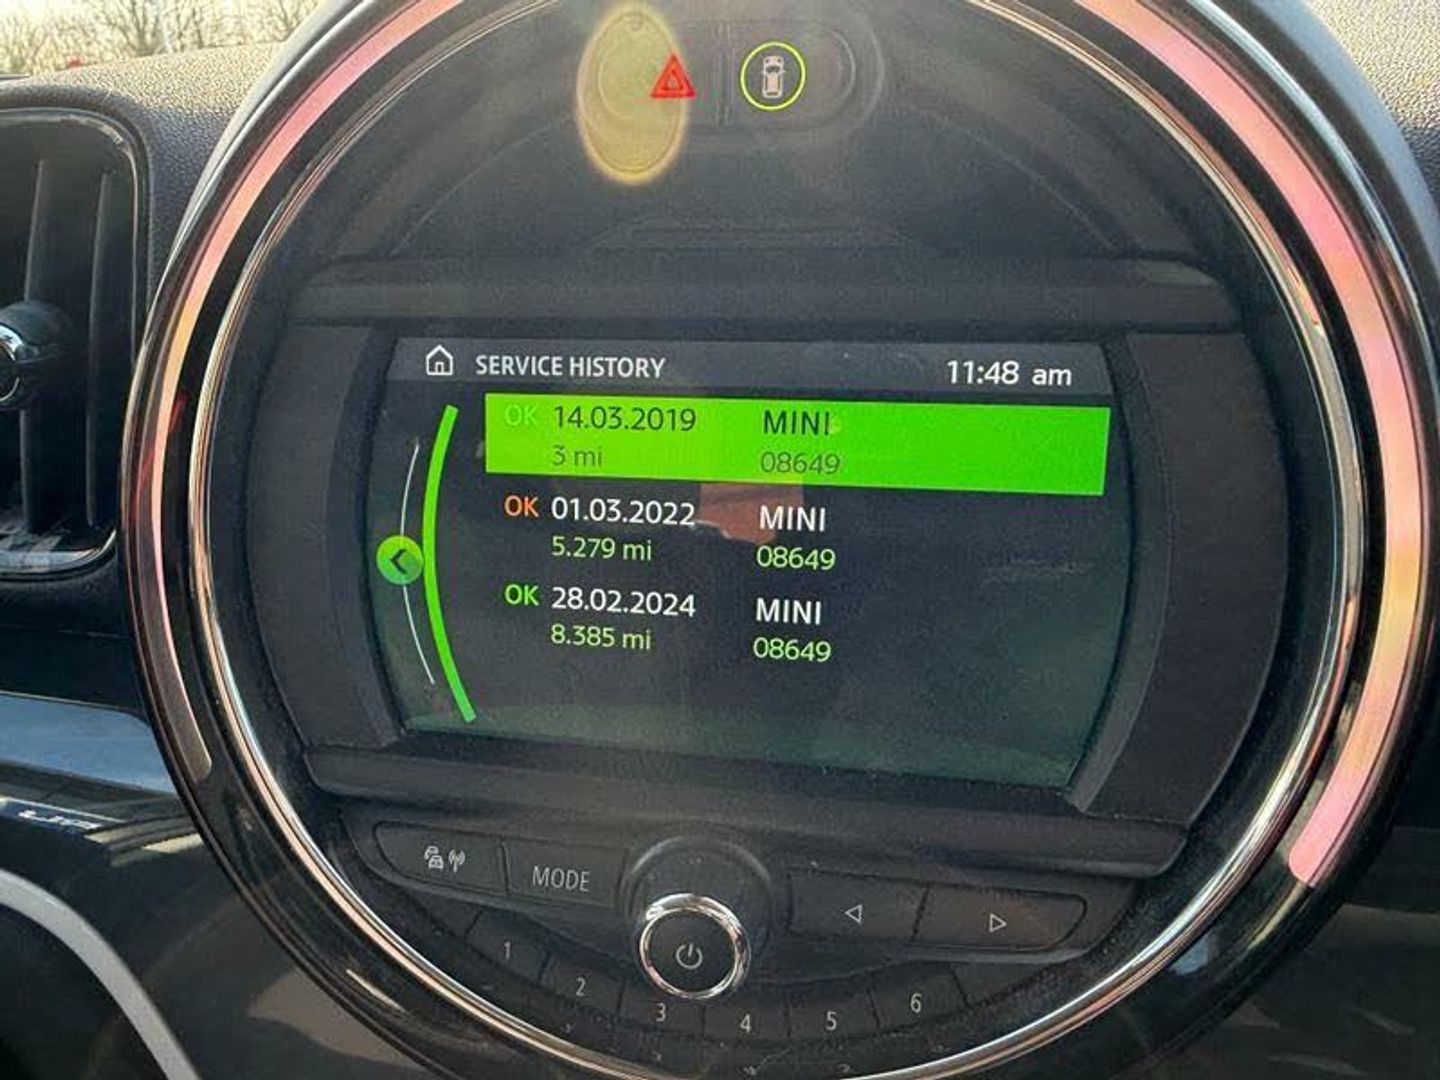 SERVICE HISTORY 11:48 am
OK 14.03.2019 MINI
3 mi 08649
OK 01.03.2022 MINI
5.279 mi 08649
OK 28.02.2024 MINI
8.385 mi 08649
MODE
1 2 3 4 5 6